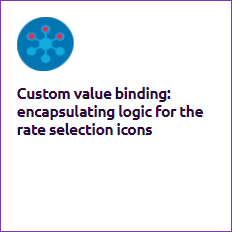 Custom value binding:
encapsulating logic for the
rate selection icons